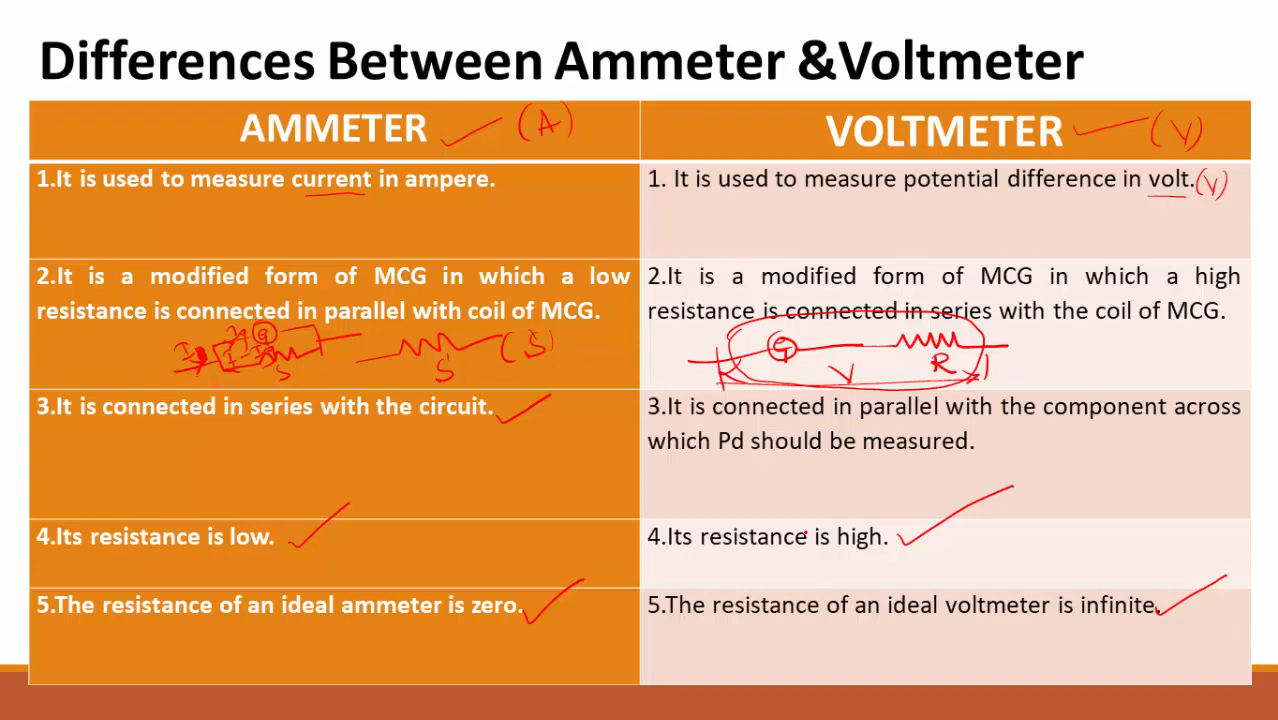 Differences Between Ammeter &Voltmeter
AMMETER (A)
VOLTMETER (V)
1.It is used to measure current in ampere.
1. It is used to measure potential difference in volt.(V)
2.It is a modified form of MCG in which a low
resistance is connected in parallel with coil of MCG.
G
S
S
(S)
2.It is a modified form of MCG in which a high
resistance is connected in series with the coil of MCG.
G
R
V
3.It is connected in series with the circuit.
3.It is connected in parallel with the component across
which Pd should be measured.
4.Its resistance is low.
4.Its resistance is high.
5.The resistance of an ideal ammeter is zero.
5.The resistance of an ideal voltmeter is infinite.